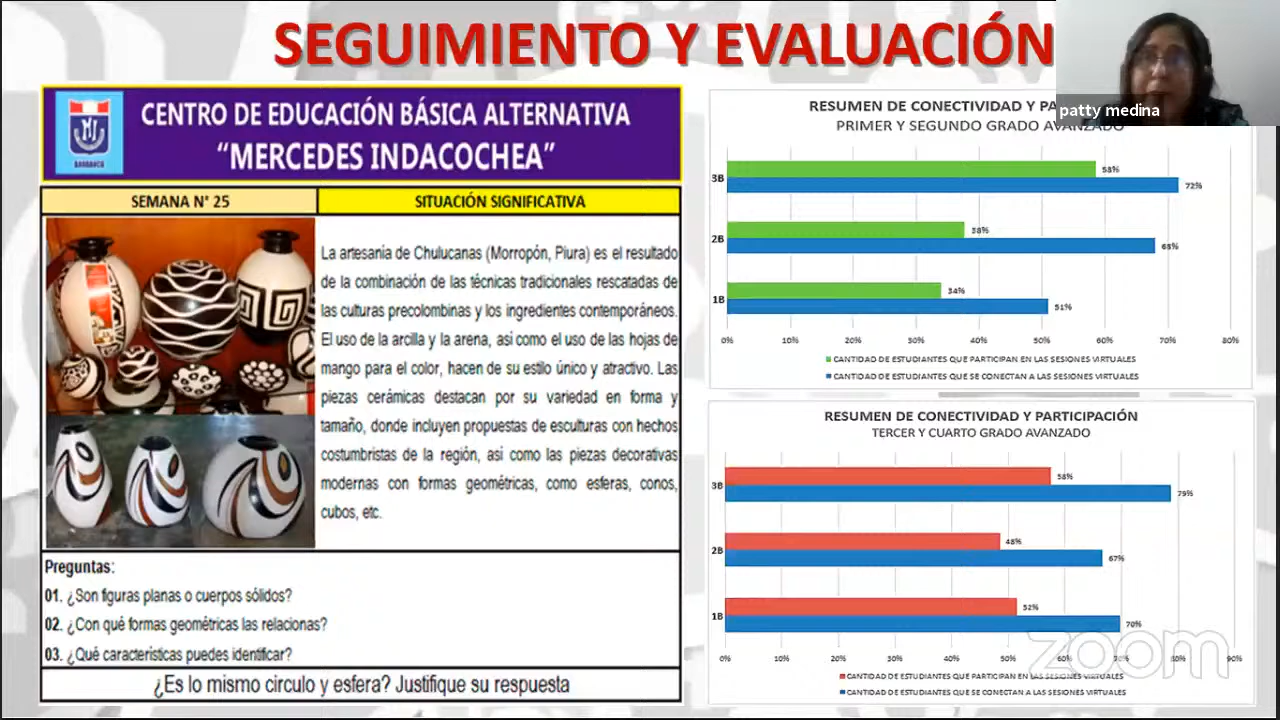 SEGUIMIENTO Y EVALUACIÓN
patty medina
CENTRO DE EDUCACIÓN BÁSICA ALTERNATIVA
“MERCEDES INDACOCHEA”
BARRANCO
SEMANA N° 25
SITUACIÓN SIGNIFICATIVA
La artesanía de Chulucanas (Morropón, Piura) es el resultado
de la combinación de las técnicas tradicionales rescatadas de
las culturas precolombinas y los ingredientes contemporáneos.
El uso de la arcilla y la arena, asi como el uso de las hojas de
mango para el color, hacen de su estilo único y atractivo. Las
piezas cerámicas destacan por su variedad en forma y
tamaño, donde incluyen propuestas de esculturas con hechos
costumbristas de la región, asi como las piezas decorativas
modernas con formas geométricas, como esferas, conos,
cubos, etc.
Preguntas:
01. ¿Son figuras planas o cuerpos sólidos?
02. ¿Con qué formas geométricas las relacionas?
03. ¿Qué características puedes identificar?
¿Es lo mismo circulo y esfera? Justifique su respuesta
RESUMEN DE CONECTIVIDAD Y PA
PRIMER Y SEGUNDO GRADO AVANZADO
3B
58%
72%
2B
38%
68%
1B
34%
51%
0% 10% 20% 30% 40% 50% 60% 70% 80%
CANTIDAD DE ESTUDIANTES QUE PARTICIPAN EN LAS SESIONES VIRTUALES
CANTIDAD DE ESTUDIANTES QUE SE CONECTAN A LAS SESIONES VIRTUALES
RESUMEN DE CONECTIVIDAD Y PARTICIPACIÓN
TERCER Y CUARTO GRADO AVANZADO
3B
58%
79%
2B
48%
67%
1B
52%
70%
0% 10% 20% 30% 40% 50% 60% 70% 80% 90%
CANTIDAD DE ESTUDIANTES QUE PARTICIPAN EN LAS SESIONES VIRTUALES
CANTIDAD DE ESTUDIANTES QUE SE CONECTAN A LAS SESIONES VIRTUALES
zoom